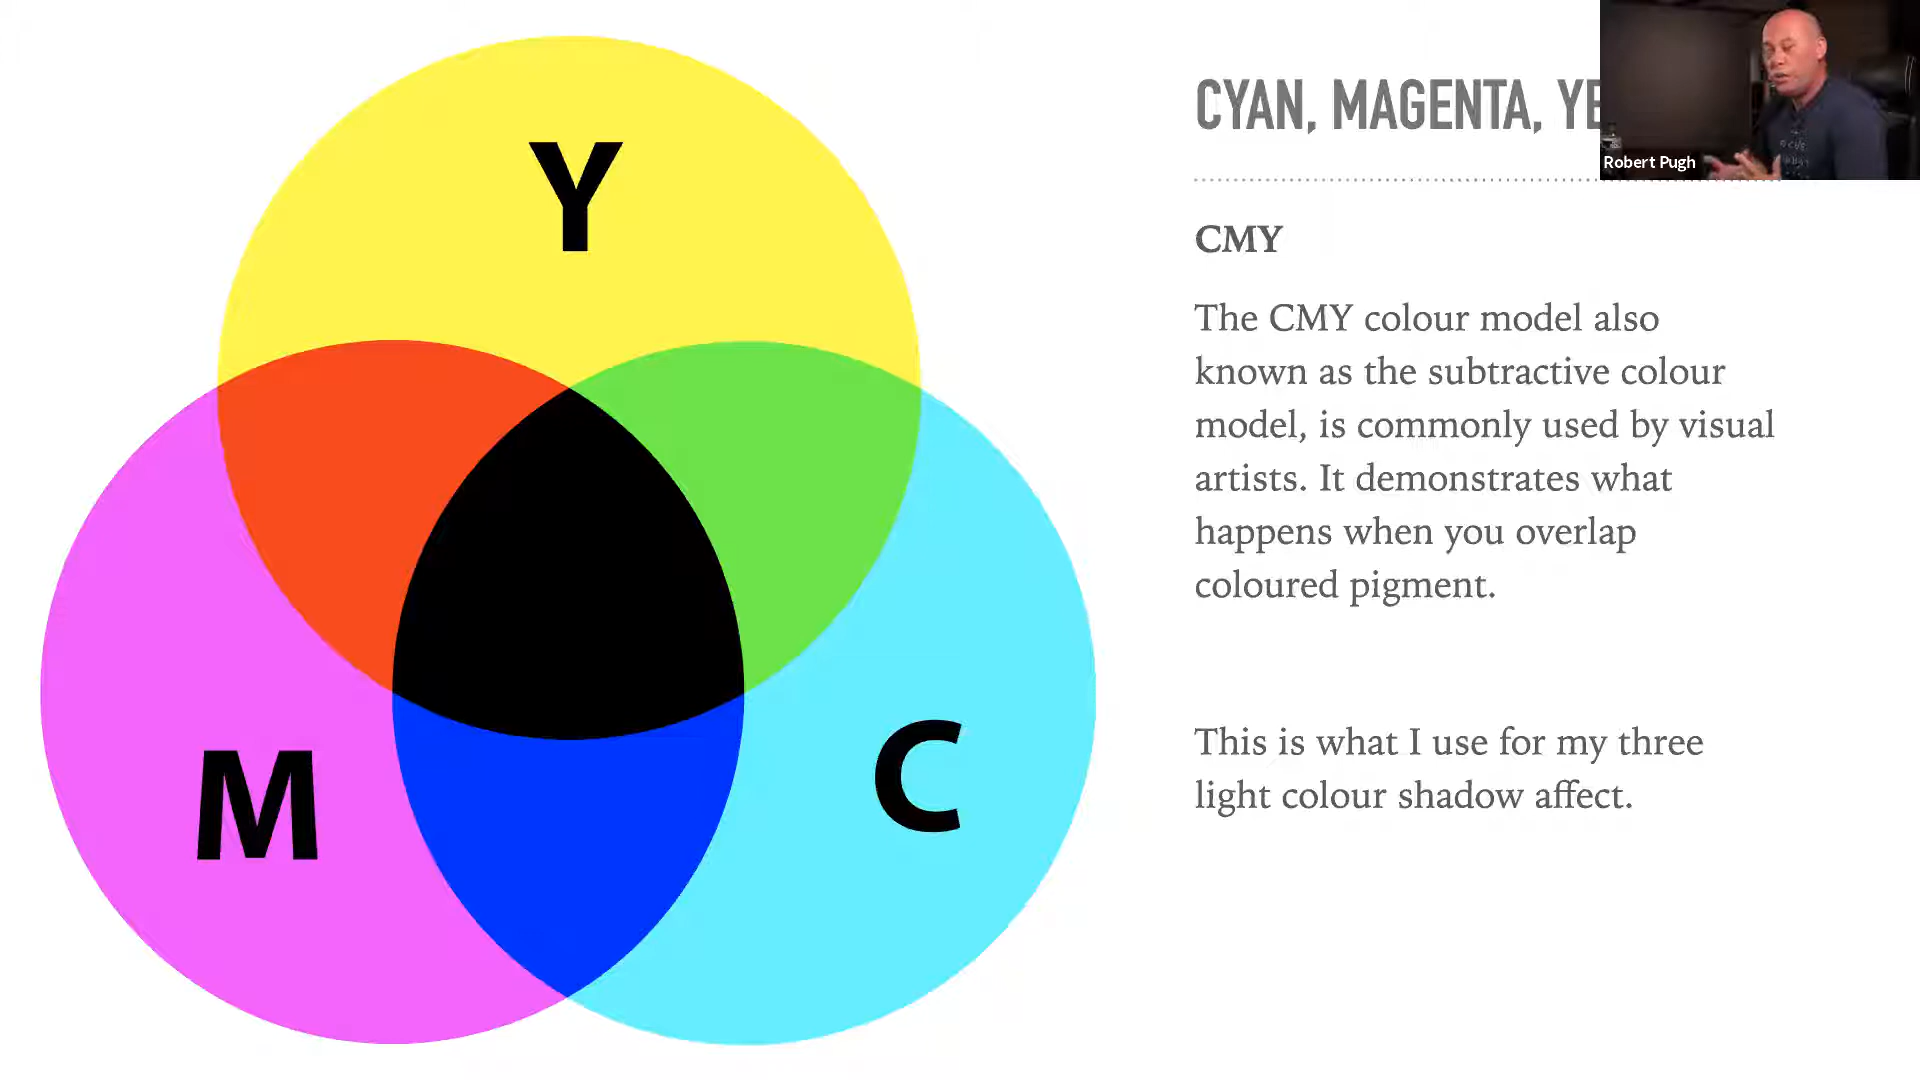 Y
CYAN, MAGENTA, YE
Robert Pugh
CMY
The CMY colour model also
known as the subtractive colour
model, is commonly used by visual
artists. It demonstrates what
happens when you overlap
coloured pigment.
This is what I use for my three
light colour shadow affect.
M
C